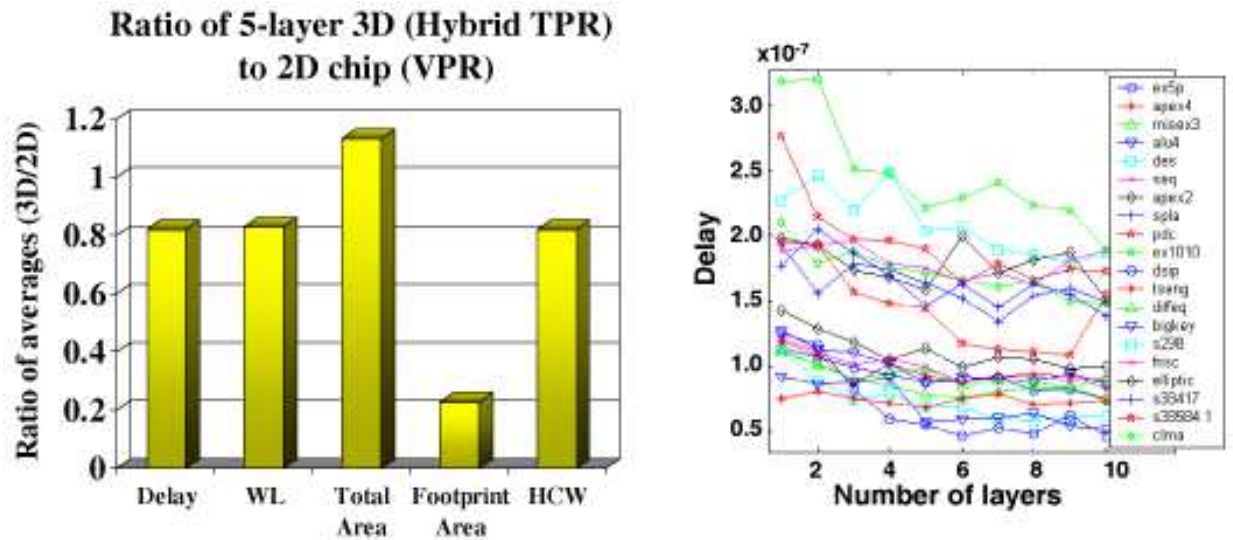 Ratio of 5-layer 3D (Hybrid TPR)
to 2D chip (VPR)
Ratio of averages (3D/2D)
1.2
1
0.8
0.6
0.4
0.2
0
Delay
WL
Total
Area
Footprint
Area
HCW
x10-7
Delay
3.0
2.5
2.0
1.5
1.0
0.5
2
4
6
8
10
Number of layers
ex5p
apex4
misex3
alu4
des
seq
apex2
spla
pdc
ex1010
dsip
tseng
diffeq
bigkey
s298
frisc
elliptic
s38417
s38584.1
clma